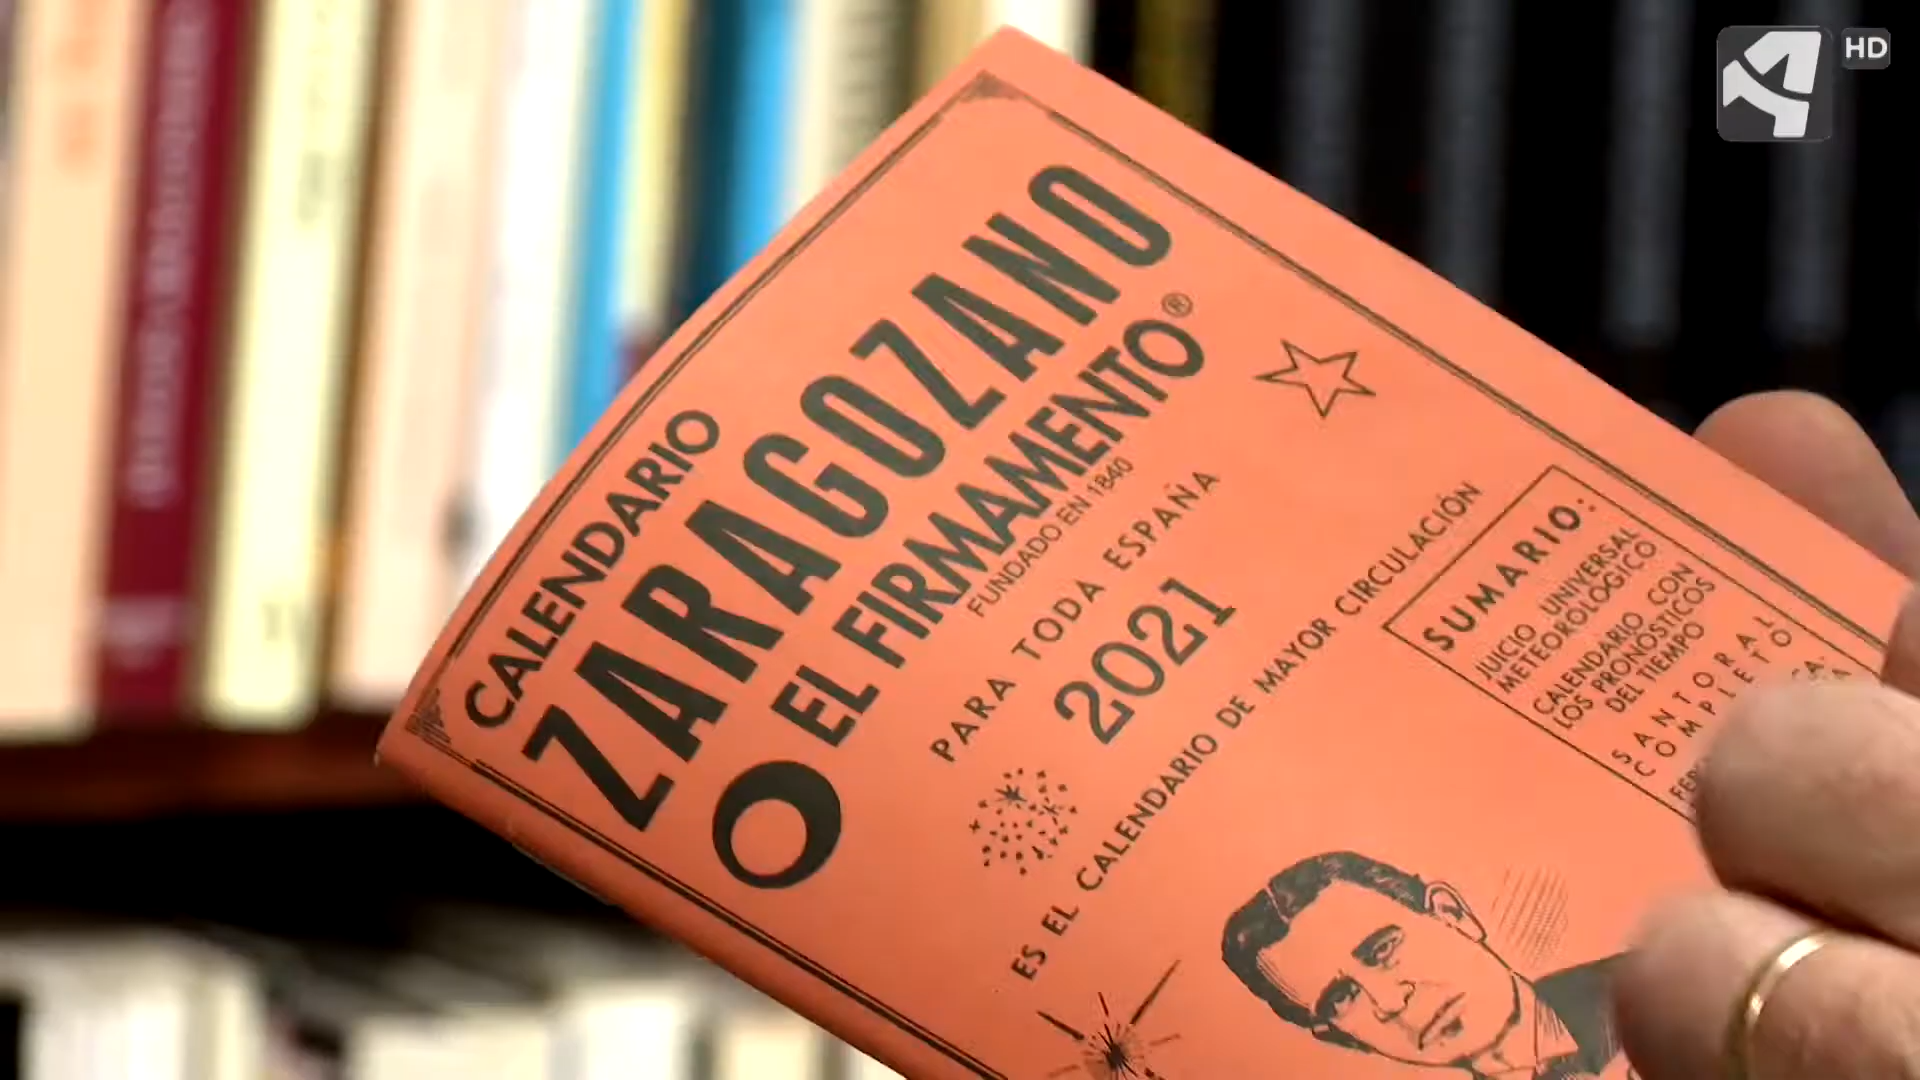 HD
CALENDARIO
ZARAGOZANO
O EL FIRMAMENTO®
FUNDADO EN 1840
PARA TODA ESPAÑA
2021
ES EL CALENDARIO DE MAYOR CIRCULACIÓN
SUMARIO:
JUICIO UNIVERSAL
METEOROLÓGICO
CALENDARIO CON
LOS PRONÓSTICOS
DEL TIEMPO
SANTORAL
COMPLETO